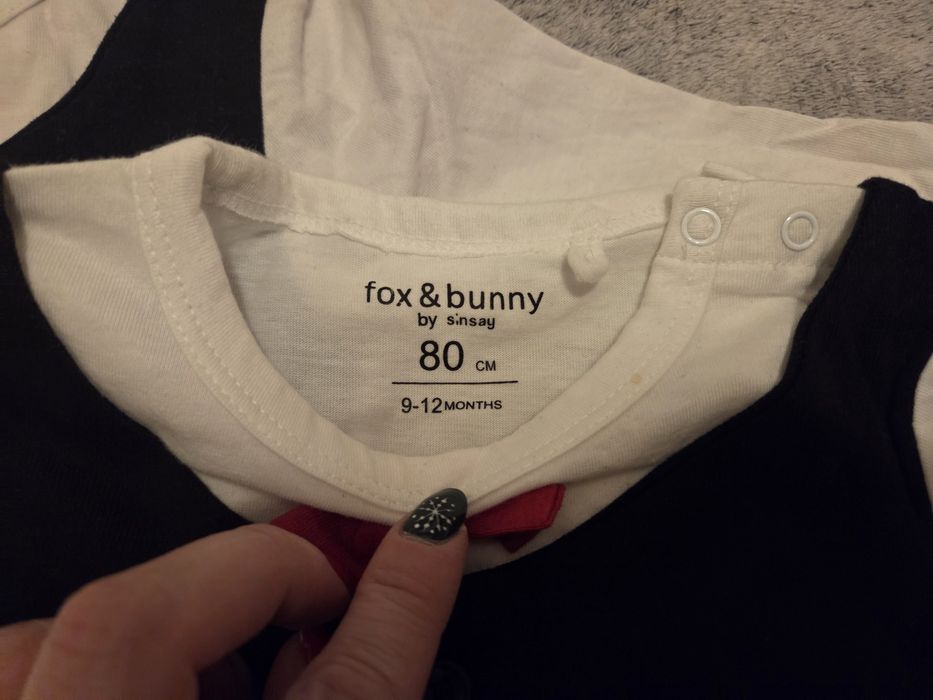 fox & bunny
by sinsay
80 CM
9-12 MONTHS